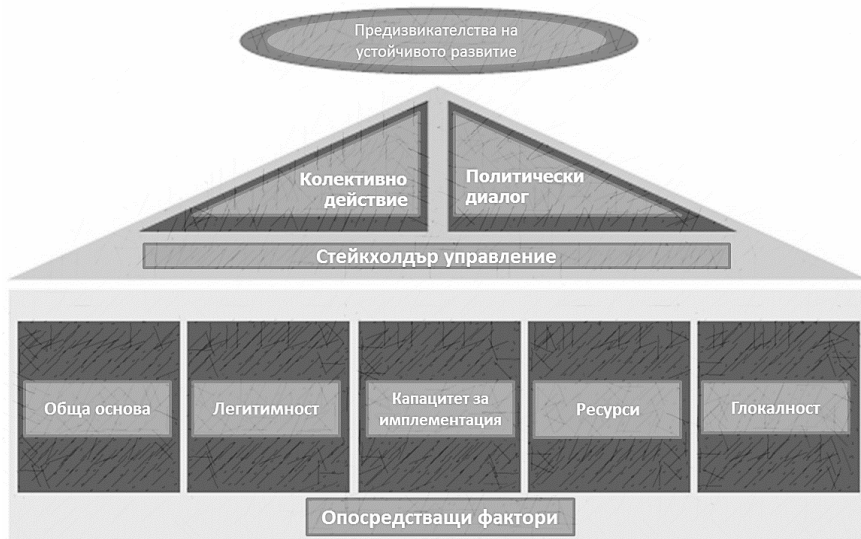 Предизвикателства на
устойчивото развитие
Колективно
действие
Политически
диалог
Стейкхолдър управление
Обща основа
Легитимност
Капацитет за
имплементация
Ресурси
Глокалност
Опосредстващи фактори